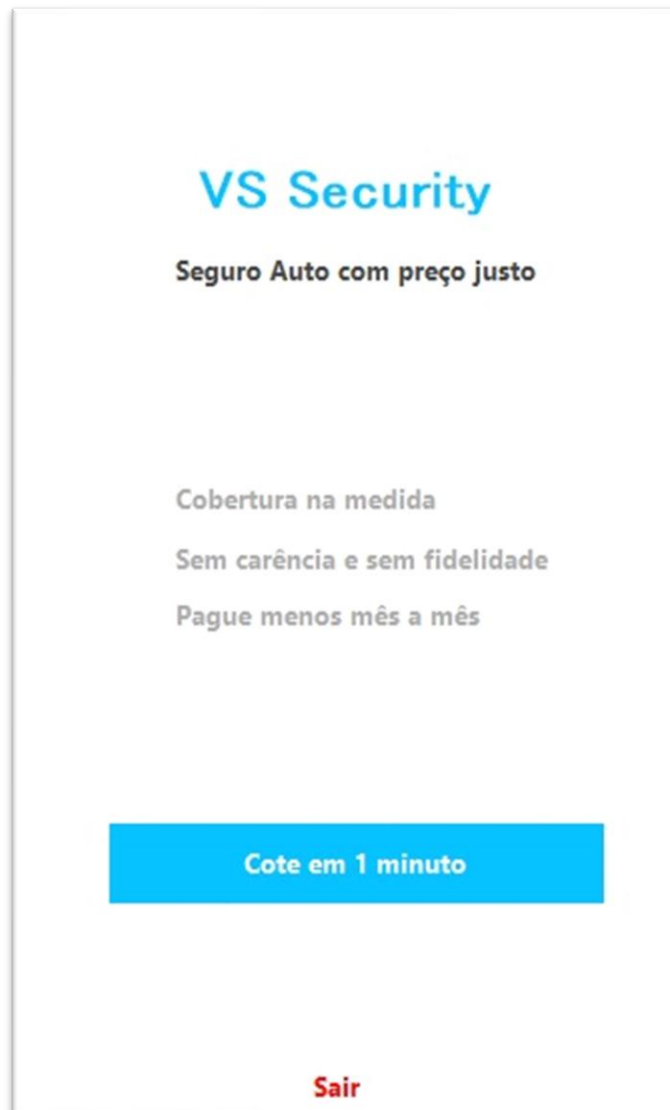 VS Security
Seguro Auto com preço justo
Cobertura na medida
Sem carência e sem fidelidade
Pague menos mês a mês
Cote em 1 minuto
Sair